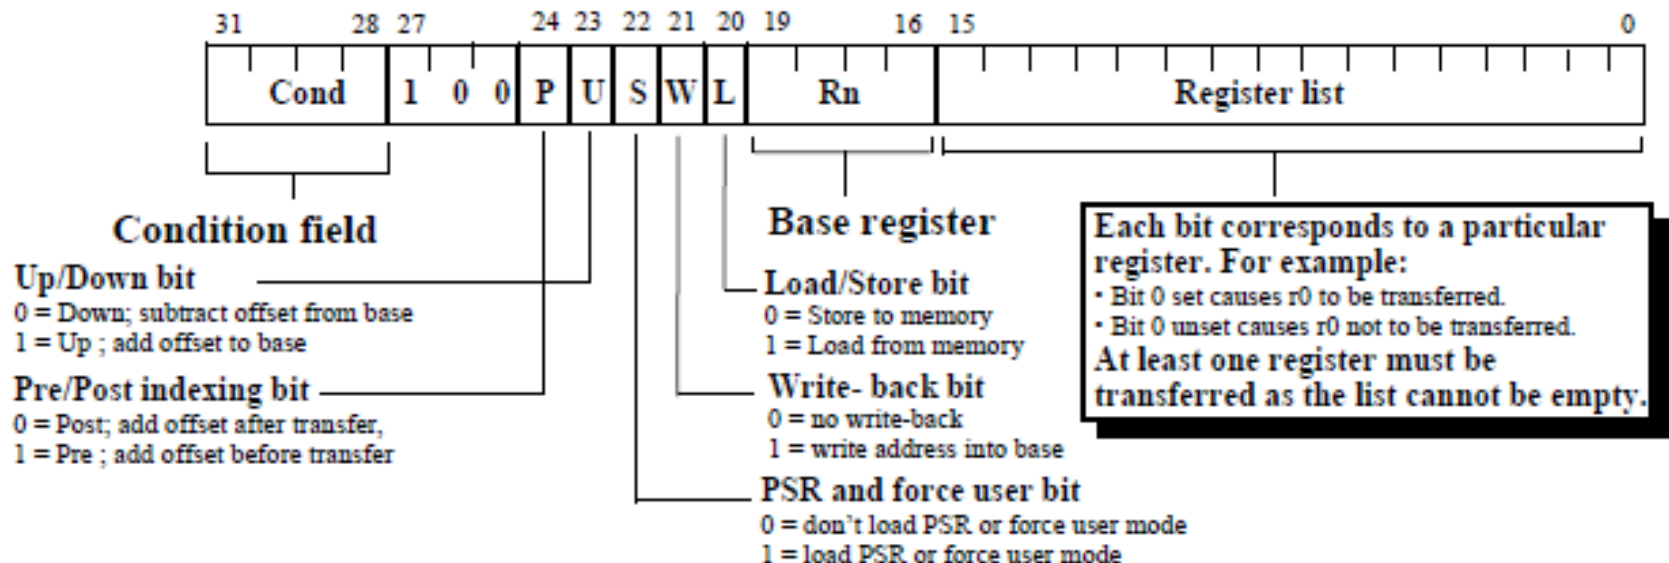 31 28 27 24 23 22 21 20 19 16 15 0
Cond 1 0 0 P U S W L Rn Register list
Condition field
Base register
Up/Down bit
0 = Down; subtract offset from base
1 = Up ; add offset to base
Pre/Post indexing bit
0 = Post; add offset after transfer,
1 = Pre ; add offset before transfer
Load/Store bit
0 = Store to memory
1 = Load from memory
Write- back bit
0 = no write-back
1 = write address into base
PSR and force user bit
0 = don't load PSR or force user mode
1 = load PSR or force user mode
Each bit corresponds to a particular
register. For example:
• Bit 0 set causes r0 to be transferred.
• Bit 0 unset causes r0 not to be transferred.
At least one register must be
transferred as the list cannot be empty.